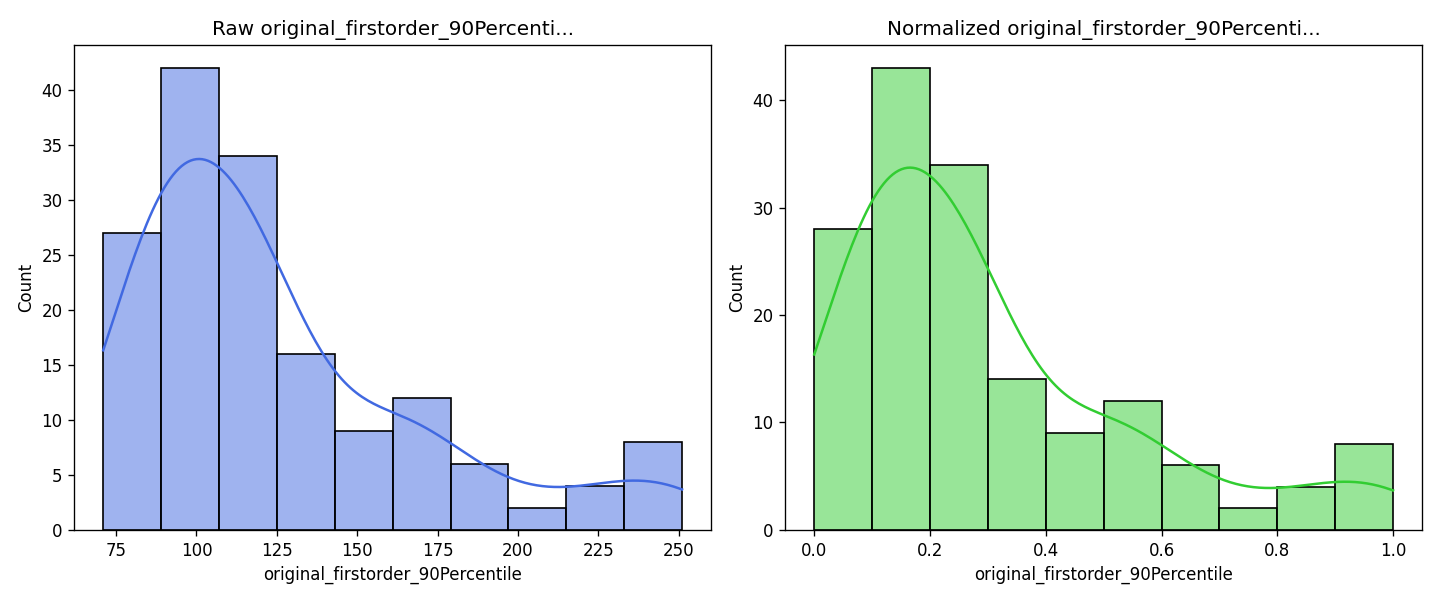 Raw original_firstorder_90Percenti...
Count
40
35
30
25
20
15
10
5
0
75 100 125 150 175 200 225 250
original_firstorder_90Percentile
Normalized original_firstorder_90Percenti...
Count
40
30
20
10
0
0.0 0.2 0.4 0.6 0.8 1.0
original_firstorder_90Percentile